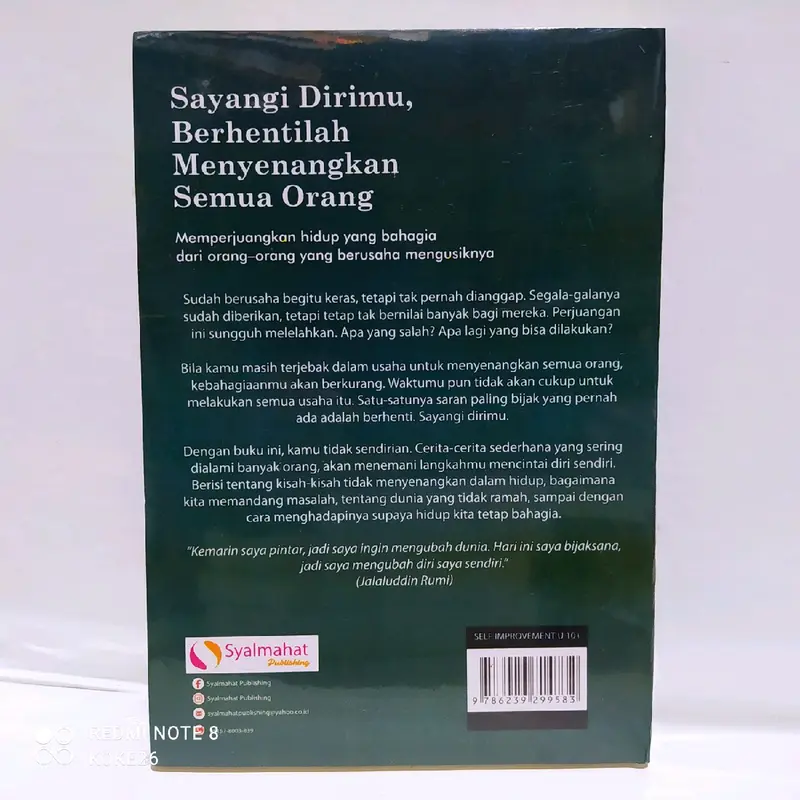 Sayangi Dirimu,
Berhentilah
Menyenangkan
Semua Orang
Memperjuangkan hidup yang bahagia
dari orang-orang yang berusaha mengusiknya
Sudah berusaha begitu keras, tetapi tak pernah dianggap. Segala-galanya
sudah diberikan, tetapi tetap tak bernilai banyak bagi mereka. Perjuangan
ini sungguh melelahkan. Apa yang salah? Apa lagi yang bisa dilakukan?
Bila kamu masih terjebak dalam usaha untuk menyenangkan semua orang,
kebahagiaanmu akan berkurang. Waktumu pun tidak akan cukup untuk
melakukan semua usaha itu. Satu-satunya saran paling bijak yang pernah
ada adalah berhenti. Sayangi dirimu.
Dengan buku ini, kamu tidak sendirian. Cerita-cerita sederhana yang sering
dialami banyak orang, akan menemani langkahmu mencintai diri sendiri.
Berisi tentang kisah-kisah tidak menyenangkan dalam hidup, bagaimana
kita memandang masalah, tentang dunia yang tidak ramah, sampai dengan
cara menghadapinya supaya hidup kita tetap bahagia.
"Kemarin saya pintar, jadi saya ingin mengubah dunia. Hari ini saya bijaksana,
jadi saya mengubah diri saya sendiri."
(Jalaluddin Rumi)
Syalmahat
Publishing
Syalmahat Publishing
Syalmahat Publishing
syalmahatpublishing@yahoo.co.id
SELF IMPROVEMENT
9 786239 299583
REDMI NOTE 8